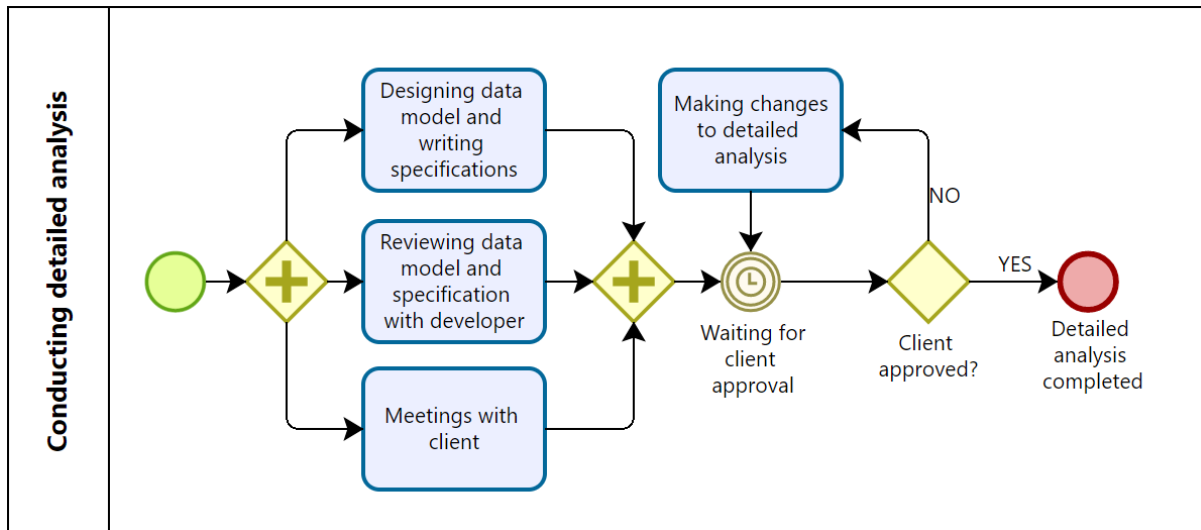 Conducting detailed analysis
Designing data
model and
writing
specifications
Reviewing data
model and
specification
with developer
Meetings with
client
Making changes
to detailed
analysis
Waiting for
client
approval
NO
Client
approved?
YES
Detailed
analysis
completed